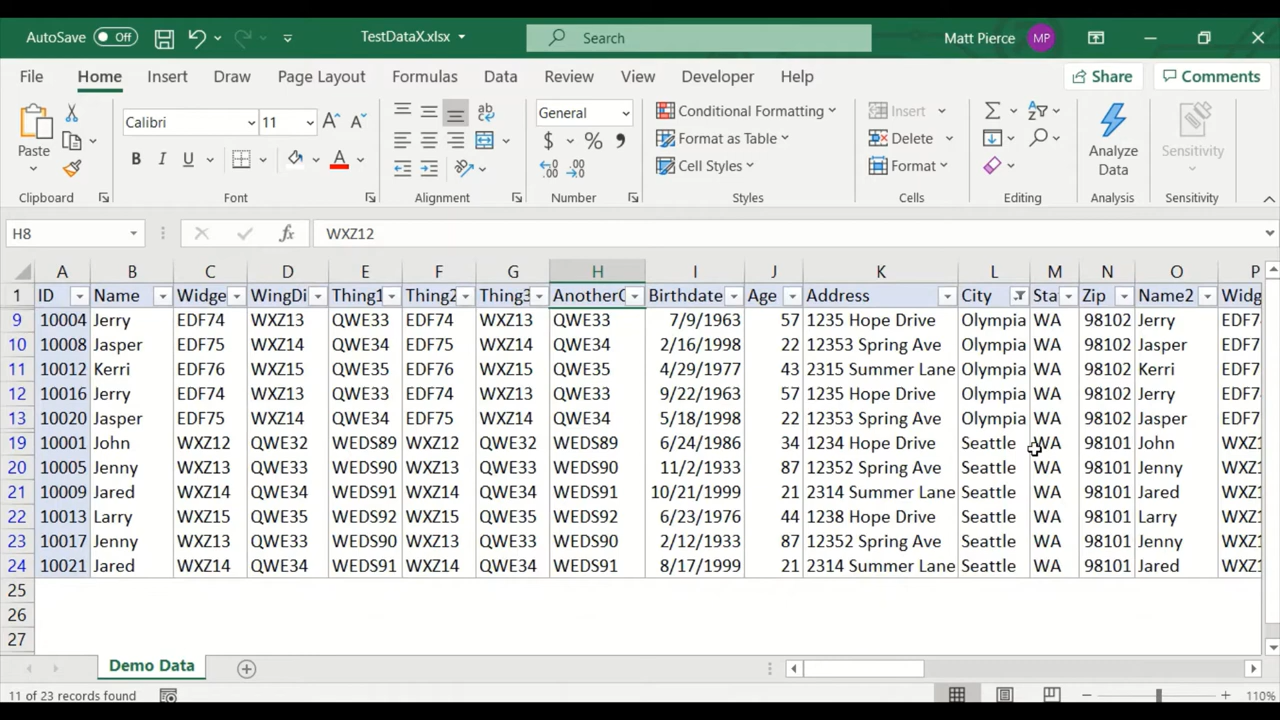 AutoSave Off TestDataX.xlsx Search Matt Pierce MP
File Home Insert Draw Page Layout Formulas Data Review View Developer Help Share Comments
Paste Calibri 11 General Conditional Formatting Insert Analyze Data Sensitivity
B I U A $ % , Format as Table Delete
Cell Styles Format
Clipboard Font Alignment Number Styles Cells Editing Analysis Sensitivity
H8 fx WXZ12
A B C D E F G H I J K L M N O P
1 ID Name Widge WingDi Thing1 Thing2 Thing3 AnotherC Birthdate Age Address City Sta Zip Name2 Widg
9 10004 Jerry EDF74 WXZ13 QWE33 EDF74 WXZ13 QWE33 7/9/1963 57 1235 Hope Drive Olympia WA 98102 Jerry EDF7
10 10008 Jasper EDF75 WXZ14 QWE34 EDF75 WXZ14 QWE34 2/16/1998 22 12353 Spring Ave Olympia WA 98102 Jasper EDF7
11 10012 Kerri EDF76 WXZ15 QWE35 EDF76 WXZ15 QWE35 4/29/1977 43 2315 Summer Lane Olympia WA 98102 Kerri EDF7
12 10016 Jerry EDF74 WXZ13 QWE33 EDF74 WXZ13 QWE33 9/22/1963 57 1235 Hope Drive Olympia WA 98102 Jerry EDF7
13 10020 Jasper EDF75 WXZ14 QWE34 EDF75 WXZ14 QWE34 5/18/1998 22 12353 Spring Ave Olympia WA 98102 Jasper EDF7
19 10001 John WXZ12 QWE32 WEDS89 WXZ12 QWE32 WEDS89 6/24/1986 34 1234 Hope Drive Seattle WA 98101 John WXZ1
20 10005 Jenny WXZ13 QWE33 WEDS90 WXZ13 QWE33 WEDS90 11/2/1933 87 12352 Spring Ave Seattle WA 98101 Jenny WXZ1
21 10009 Jared WXZ14 QWE34 WEDS91 WXZ14 QWE34 WEDS91 10/21/1999 21 2314 Summer Lane Seattle WA 98101 Jared WXZ1
22 10013 Larry WXZ15 QWE35 WEDS92 WXZ15 QWE35 WEDS92 6/23/1976 44 1238 Hope Drive Seattle WA 98101 Larry WXZ1
23 10017 Jenny WXZ13 QWE33 WEDS90 WXZ13 QWE33 WEDS90 2/12/1933 87 12352 Spring Ave Seattle WA 98101 Jenny WXZ1
24 10021 Jared WXZ14 QWE34 WEDS91 WXZ14 QWE34 WEDS91 8/17/1999 21 2314 Summer Lane Seattle WA 98101 Jared WXZ1
25
26
27
Demo Data
11 of 23 records found 110%